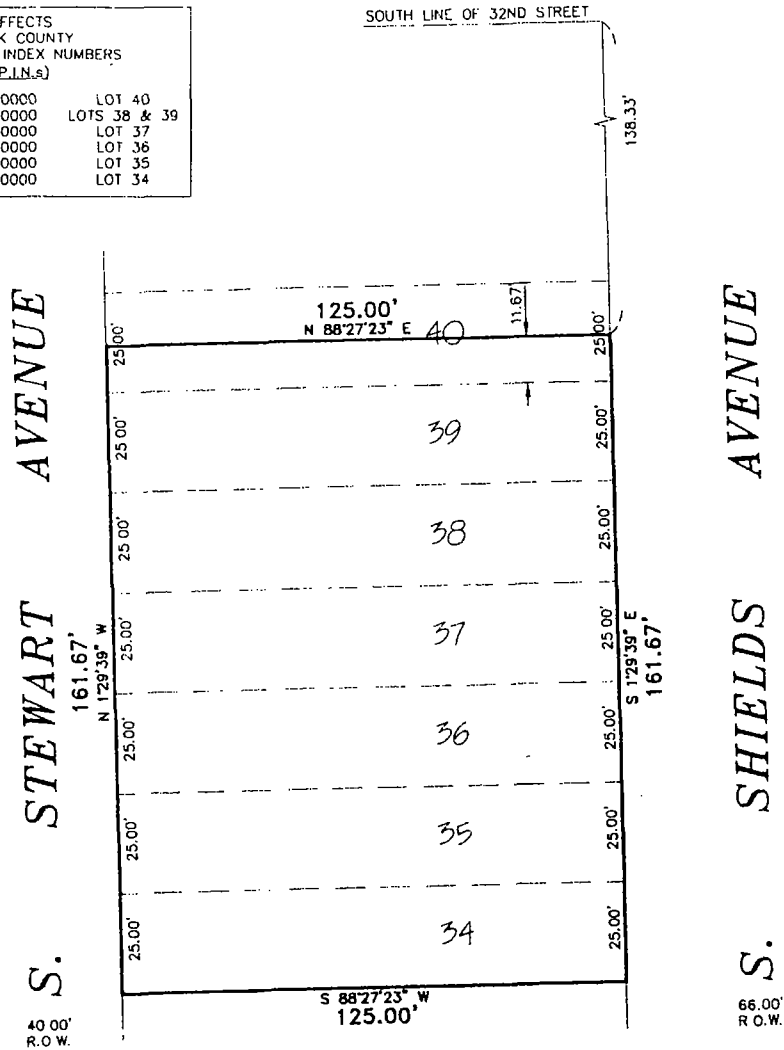 SOUTH LINE OF 32ND STREET
FFECTS
K COUNTY
INDEX NUMBERS
P.I.N.s)
0000 LOT 40
0000 LOTS 38 & 39
0000 LOT 37
0000 LOT 36
0000 LOT 35
0000 LOT 34
138.33'
125.00'
N 88°27'23" E
40
11.67
25.00'
25.00'
25.00'
39
25.00'
25.00'
38
25.00'
25.00'
37
25.00'
25.00'
36
25.00'
25.00'
35
25.00'
25.00'
34
25.00'
161.67'
N 1°29'39" W
S 1°29'39" E
161.67'
S 88°27'23" W
125.00'
S. STEWART AVENUE
40.00'
R.O.W.
S. SHIELDS AVENUE
66.00'
R.O.W.